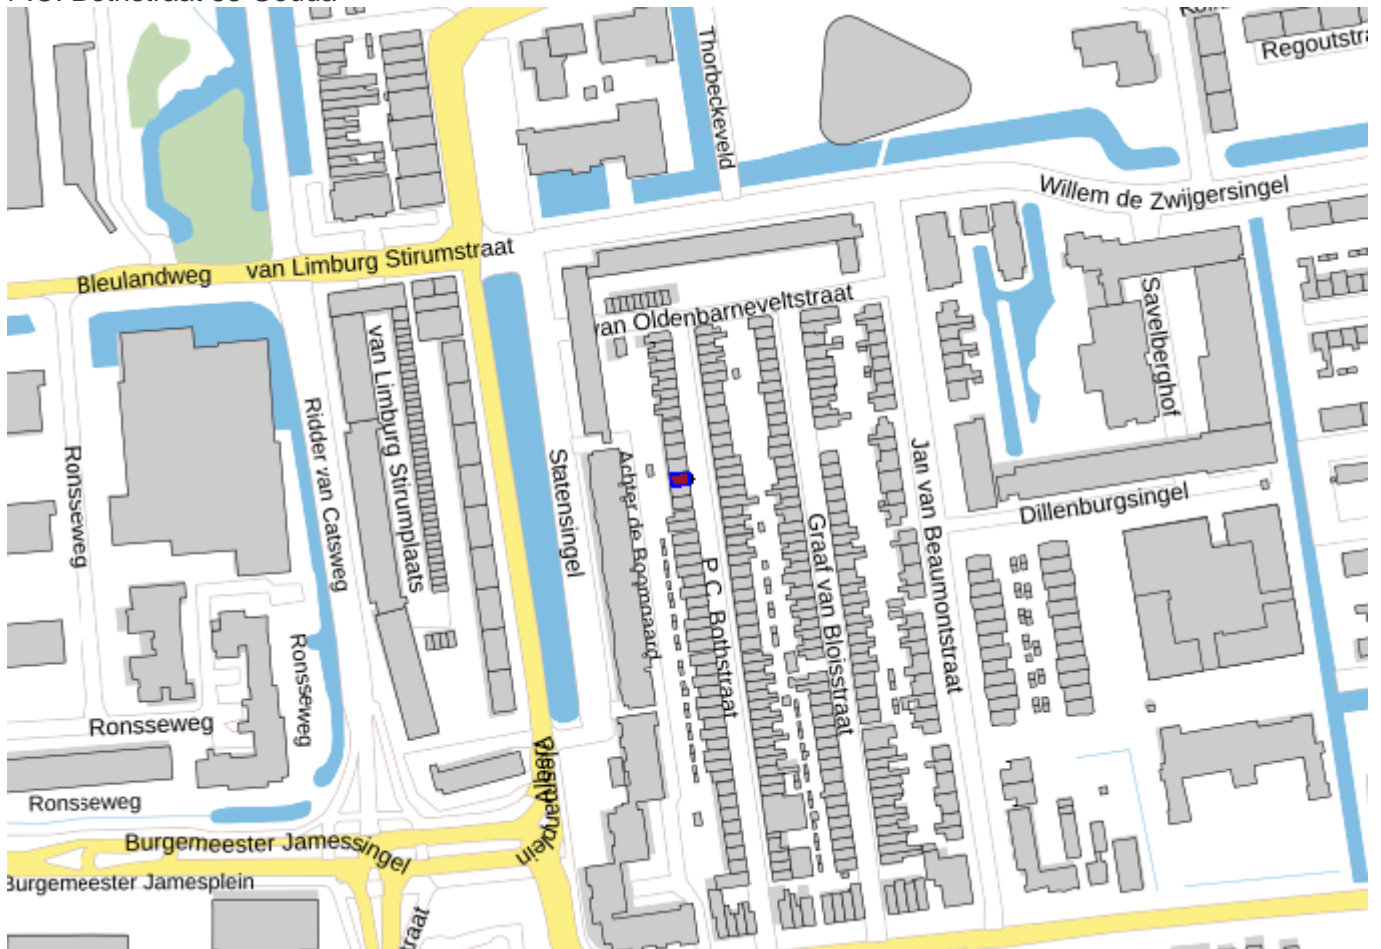 Thorbeckeveld
Regoutstra
Willem de Zwijgersingel
van Limburg Stirumstraat
Bleulandweg
van Oldenbarneveltstraat
Savelberghof
van Limburg Stirumplaats
Ridder van Catsweg
Ronsseweg
Statensingel
Achter de Boomgaard
Jan van Beaumontstraat
Dillenburgsingel
Graaf van Bloisstraat
P.C. Bothstraat
Ronsseweg
Ronsseweg
Ronsseweg
Burgemeester Jamessingel
Burgemeester Jamesplein
raat